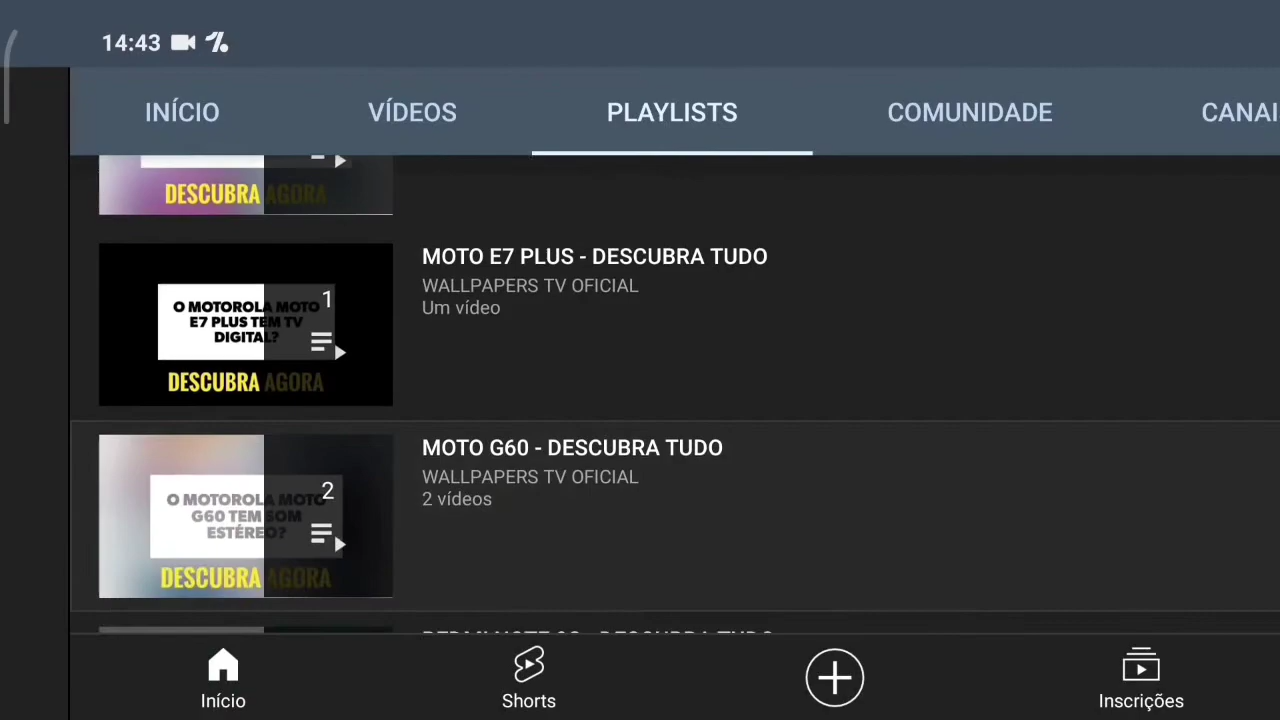 14:43
INÍCIO VÍDEOS PLAYLISTS COMUNIDADE CANAI
DESCUBRA AGORA
MOTO E7 PLUS - DESCUBRA TUDO
WALLPAPERS TV OFICIAL
Um vídeo
1
O MOTOROLA MOTO
E7 PLUS TEM TV
DIGITAL?
DESCUBRA AGORA
MOTO G60 - DESCUBRA TUDO
WALLPAPERS TV OFICIAL
2 vídeos
2
O MOTOROLA MOTO
G60 TEM SOM
ESTÉREO?
DESCUBRA AGORA
Início Shorts Inscrições